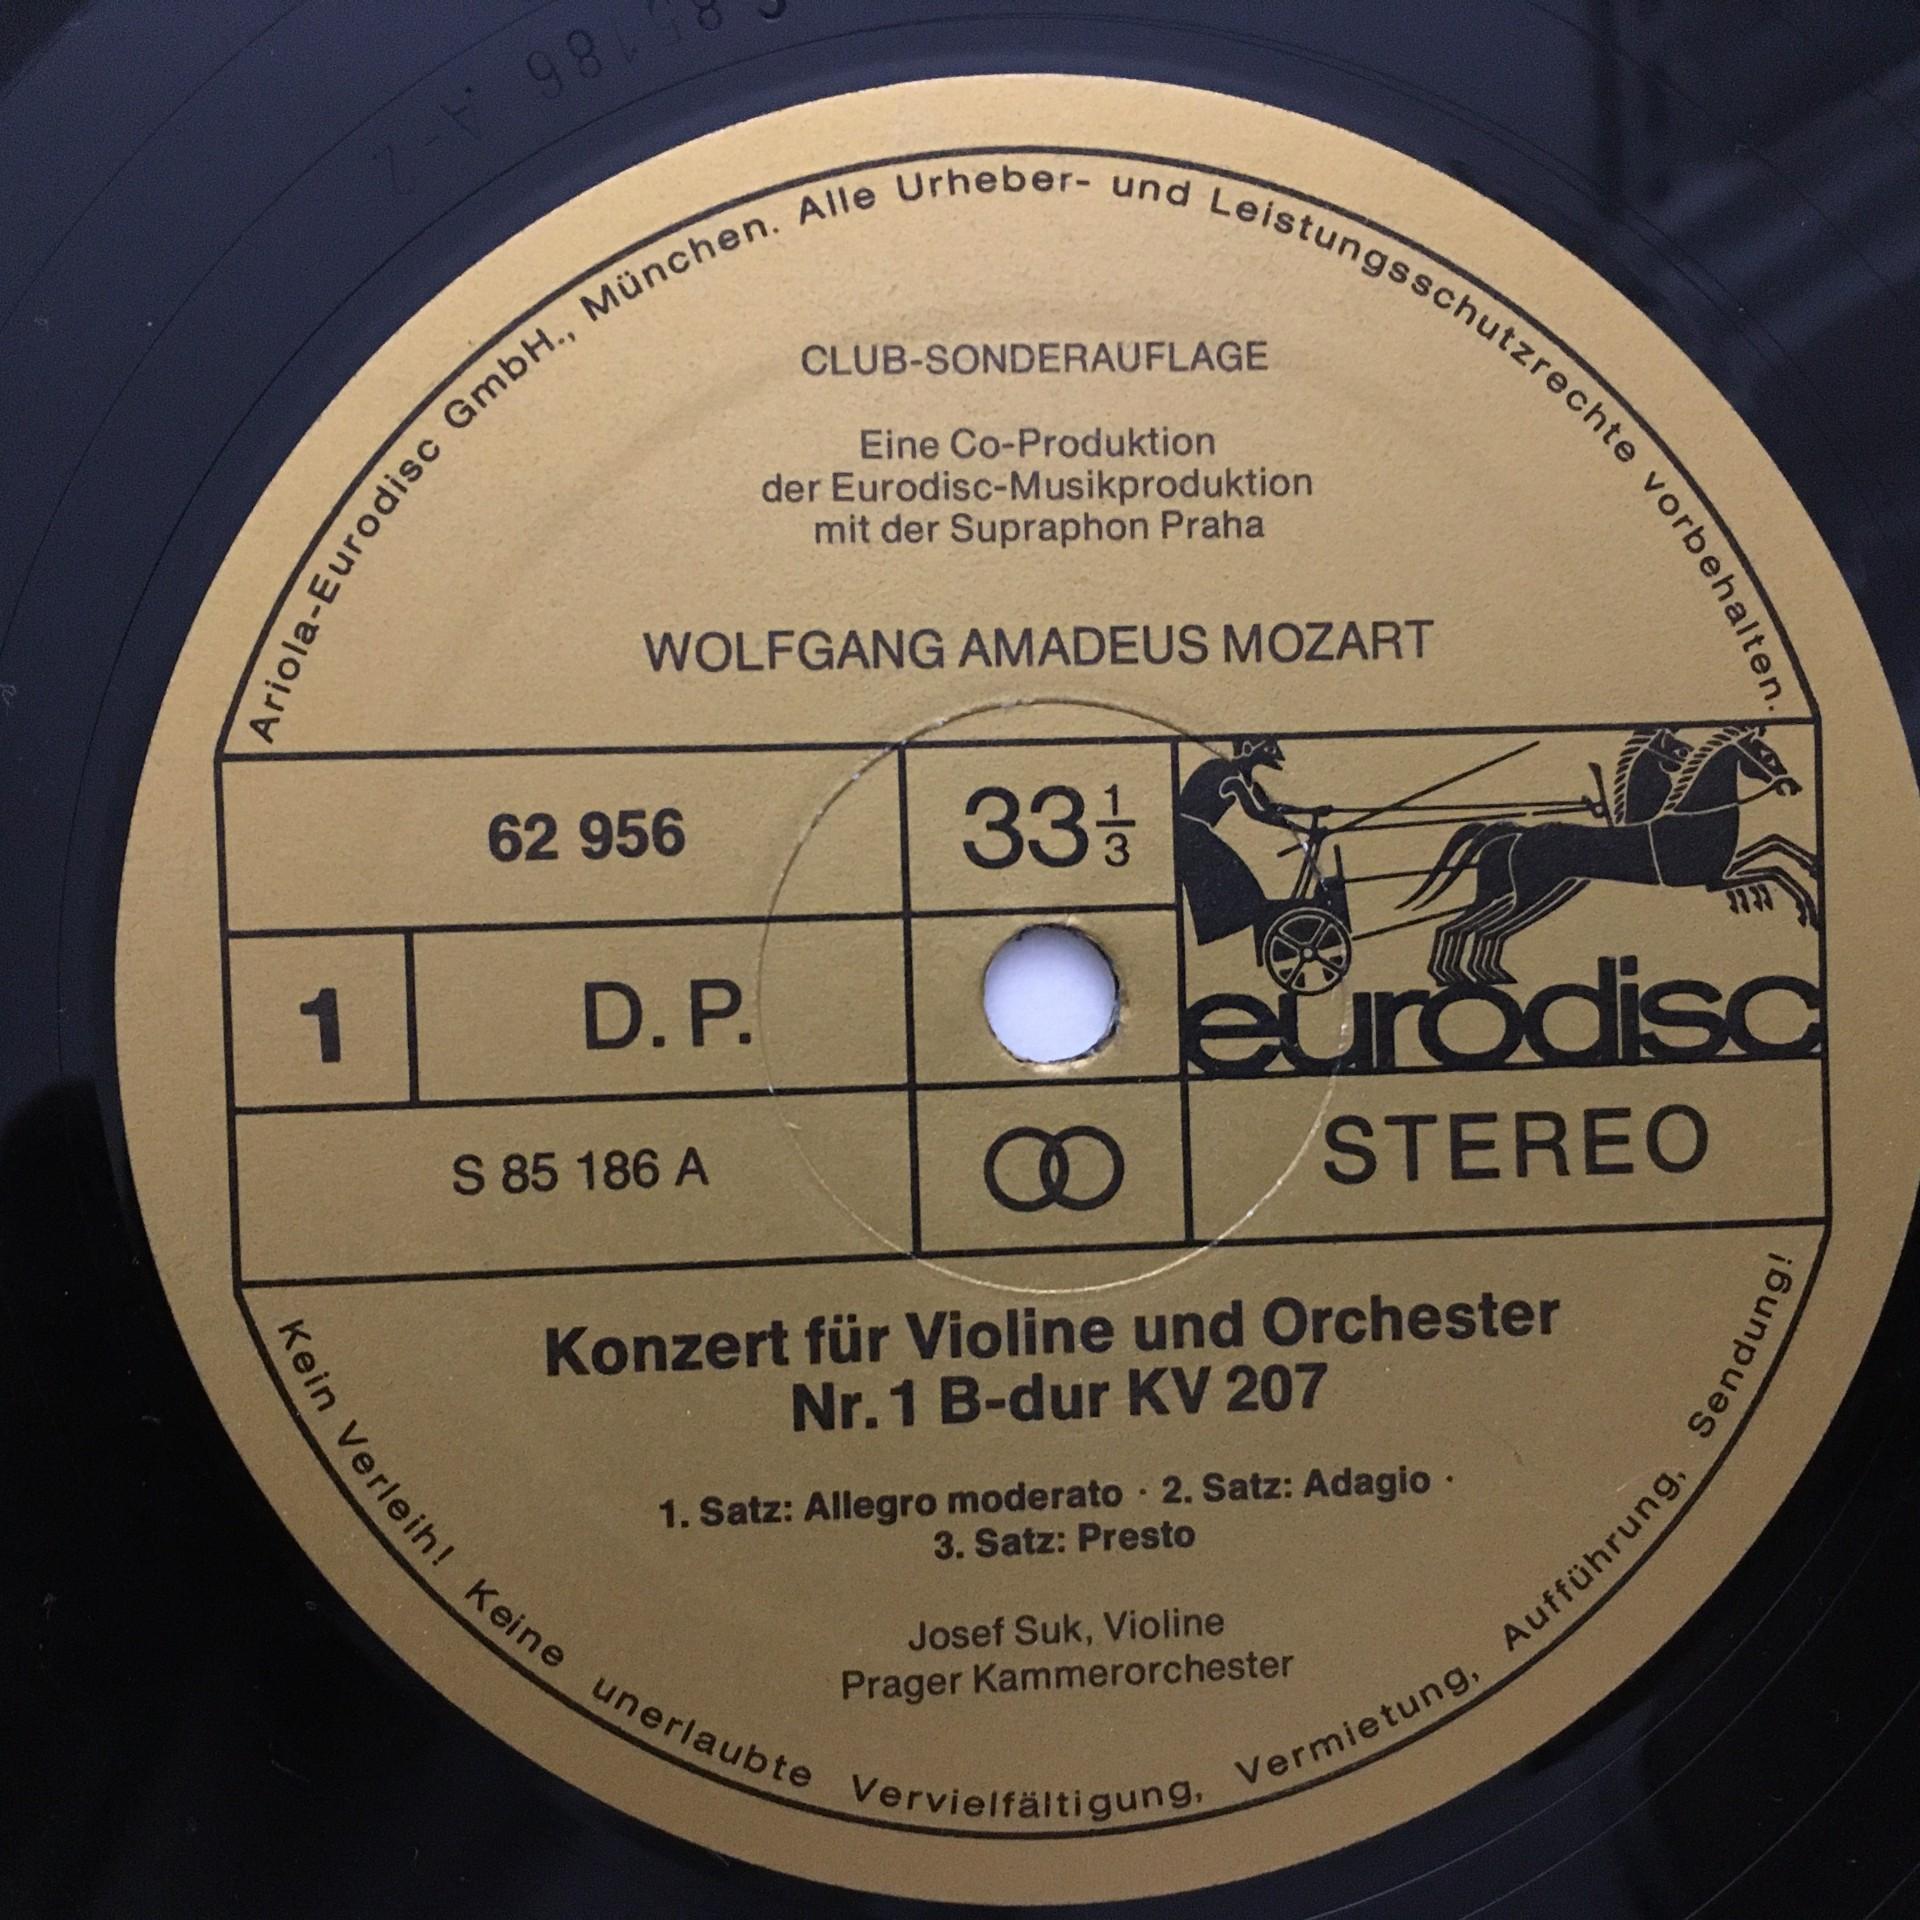 S 85186 A-2
Ariola-Eurodisc GmbH., München. Alle Urheber- und Leistungsschutzrechte vorbehalten.
CLUB-SONDERAUFLAGE
Eine Co-Produktion
der Eurodisc-Musikproduktion
mit der Supraphon Praha
WOLFGANG AMADEUS MOZART
62 956
33 1/3
eurodisc
1
D. P.
S 85 186 A
STEREO
Konzert für Violine und Orchester
Nr. 1 B-dur KV 207
1. Satz: Allegro moderato · 2. Satz: Adagio ·
3. Satz: Presto
Josef Suk, Violine
Prager Kammerorchester
Kein Verleih! Keine unerlaubte Vervielfältigung, Vermietung, Aufführung, Sendung!